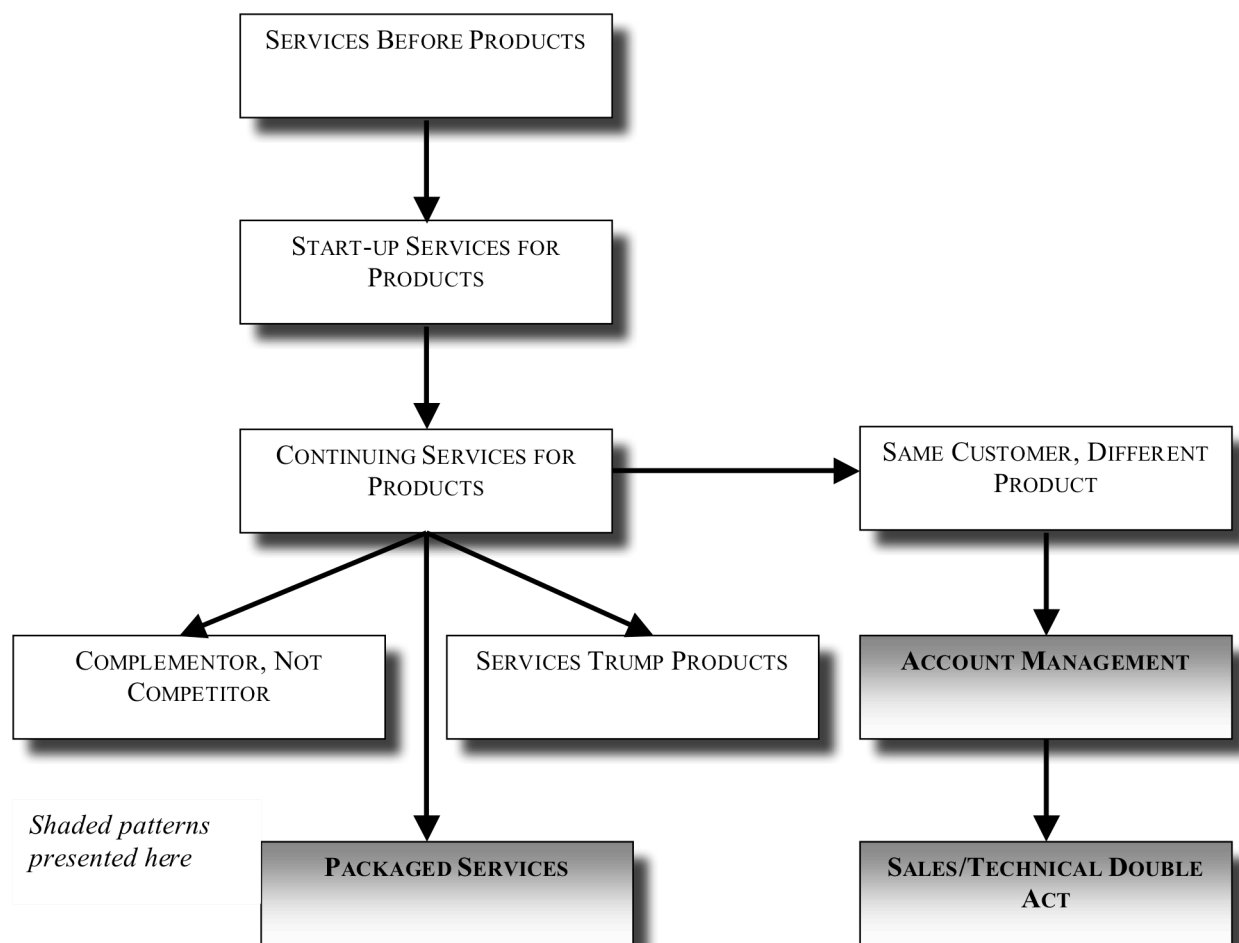 SERVICES BEFORE PRODUCTS
START-UP SERVICES FOR
PRODUCTS
CONTINUING SERVICES FOR
PRODUCTS
SAME CUSTOMER, DIFFERENT
PRODUCT
COMPLEMENTOR, NOT
COMPETITOR
SERVICES TRUMP PRODUCTS
ACCOUNT MANAGEMENT
Shaded patterns
presented here
PACKAGED SERVICES
SALES/TECHNICAL DOUBLE
ACT